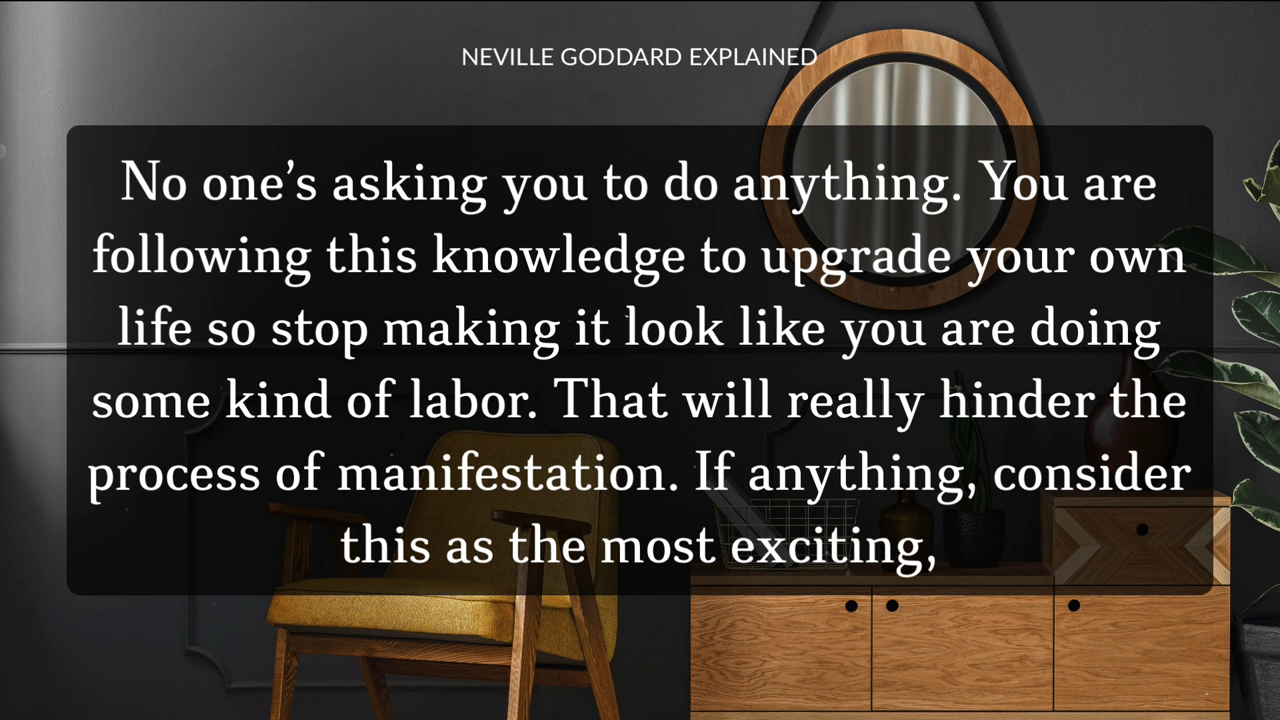 NEVILLE GODDARD EXPLAINED
No one’s asking you to do anything. You are
following this knowledge to upgrade your own
life so stop making it look like you are doing
some kind of labor. That will really hinder the
process of manifestation. If anything, consider
this as the most exciting,